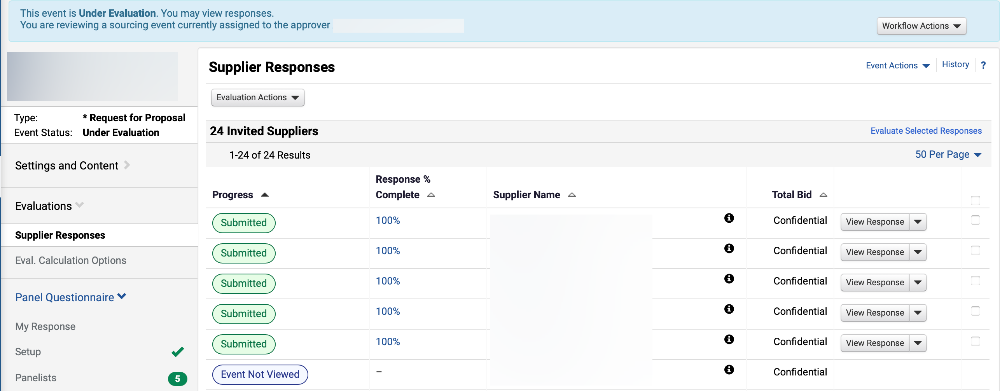 This event is Under Evaluation. You may view responses.
You are reviewing a sourcing event currently assigned to the approver
Workflow Actions
Type: * Request for Proposal
Event Status: Under Evaluation
Settings and Content
Evaluations
Supplier Responses
Eval. Calculation Options
Panel Questionnaire
My Response
Setup
Panelists 5
Supplier Responses
Event Actions History ?
Evaluation Actions
24 Invited Suppliers Evaluate Selected Responses
1-24 of 24 Results 50 Per Page
Progress Response % Complete Supplier Name Total Bid
Submitted 100% Confidential View Response
Submitted 100% Confidential View Response
Submitted 100% Confidential View Response
Submitted 100% Confidential View Response
Submitted 100% Confidential View Response
Event Not Viewed – Confidential